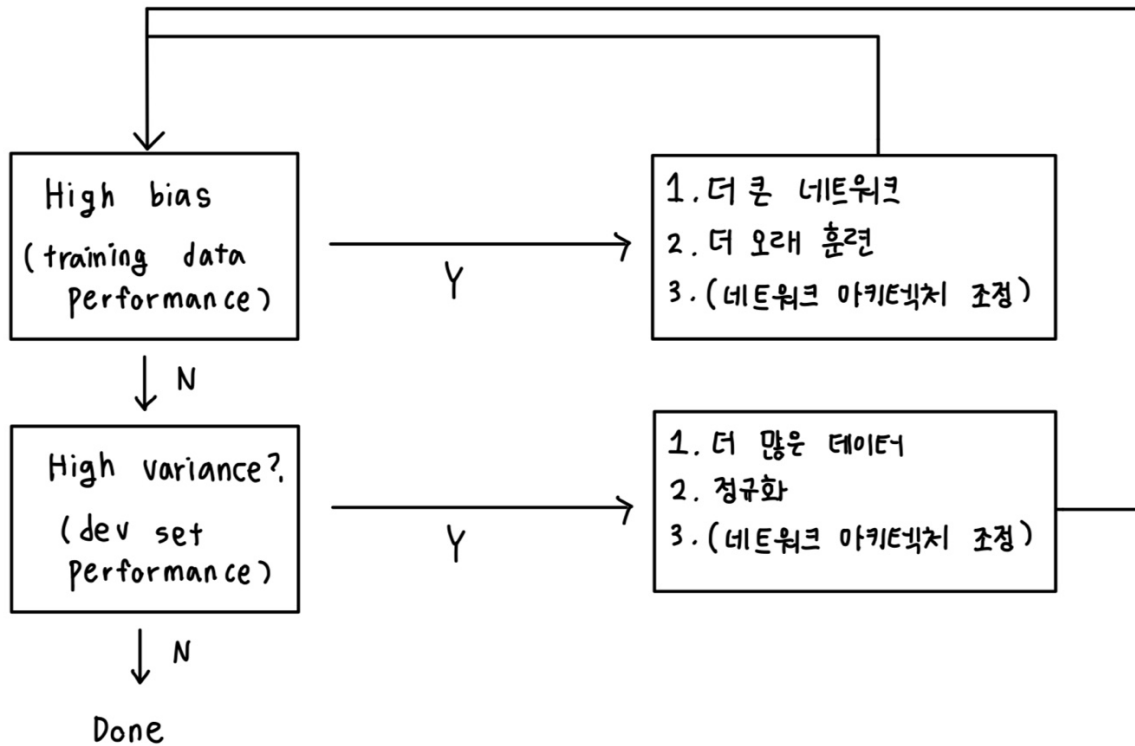 High bias
(training data
performance)
Y
1. 더 큰 네트워크
2. 더 오래 훈련
3. (네트워크 아키텍처 조정)
N
High variance?
(dev set
performance)
Y
1. 더 많은 데이터
2. 정규화
3. (네트워크 아키텍처 조정)
N
Done